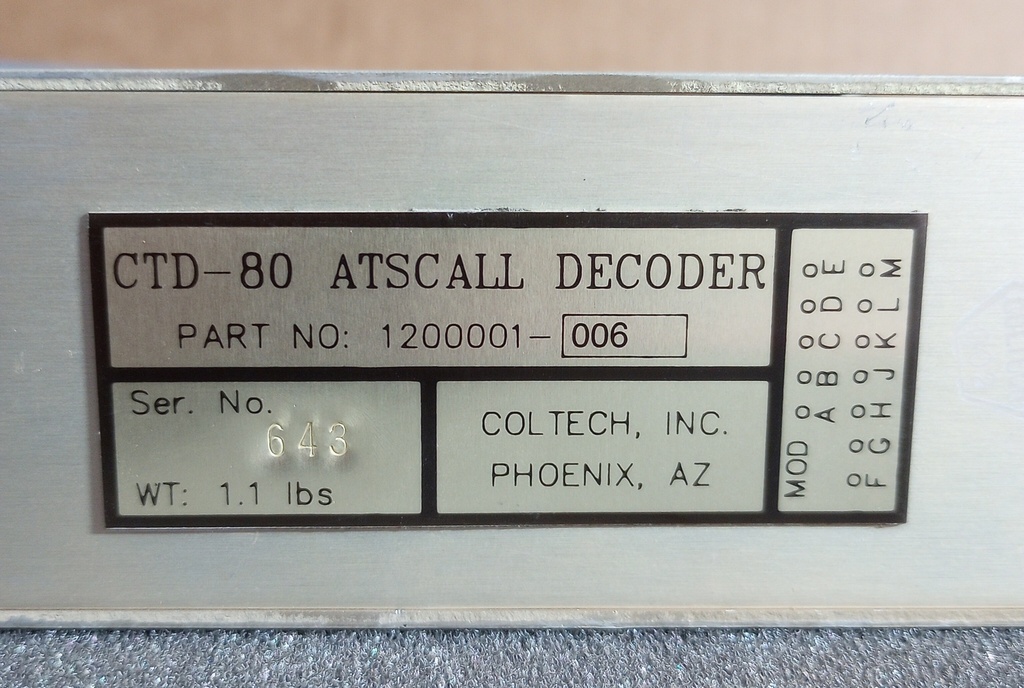 CTD-80 ATSCALL DECODER
PART NO: 1200001-006
Ser. No.
643
WT: 1.1 lbs
COLTECH, INC.
PHOENIX, AZ
MOD A B C D E
F G H J K L M